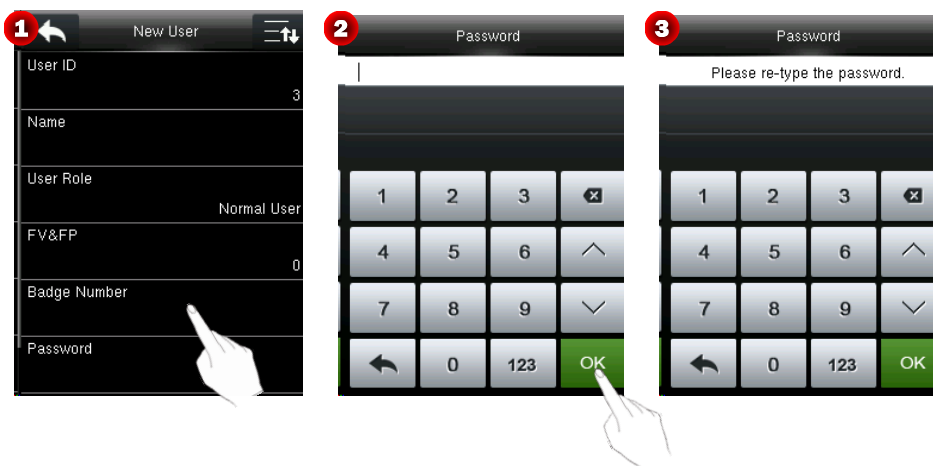 1
New User
User ID
3
Name
User Role
Normal User
FV&FP
0
Badge Number
Password
2
Password
1 2 3
4 5 6
7 8 9
0 123 OK
3
Password
Please re-type the password.
1 2 3
4 5 6
7 8 9
0 123 OK